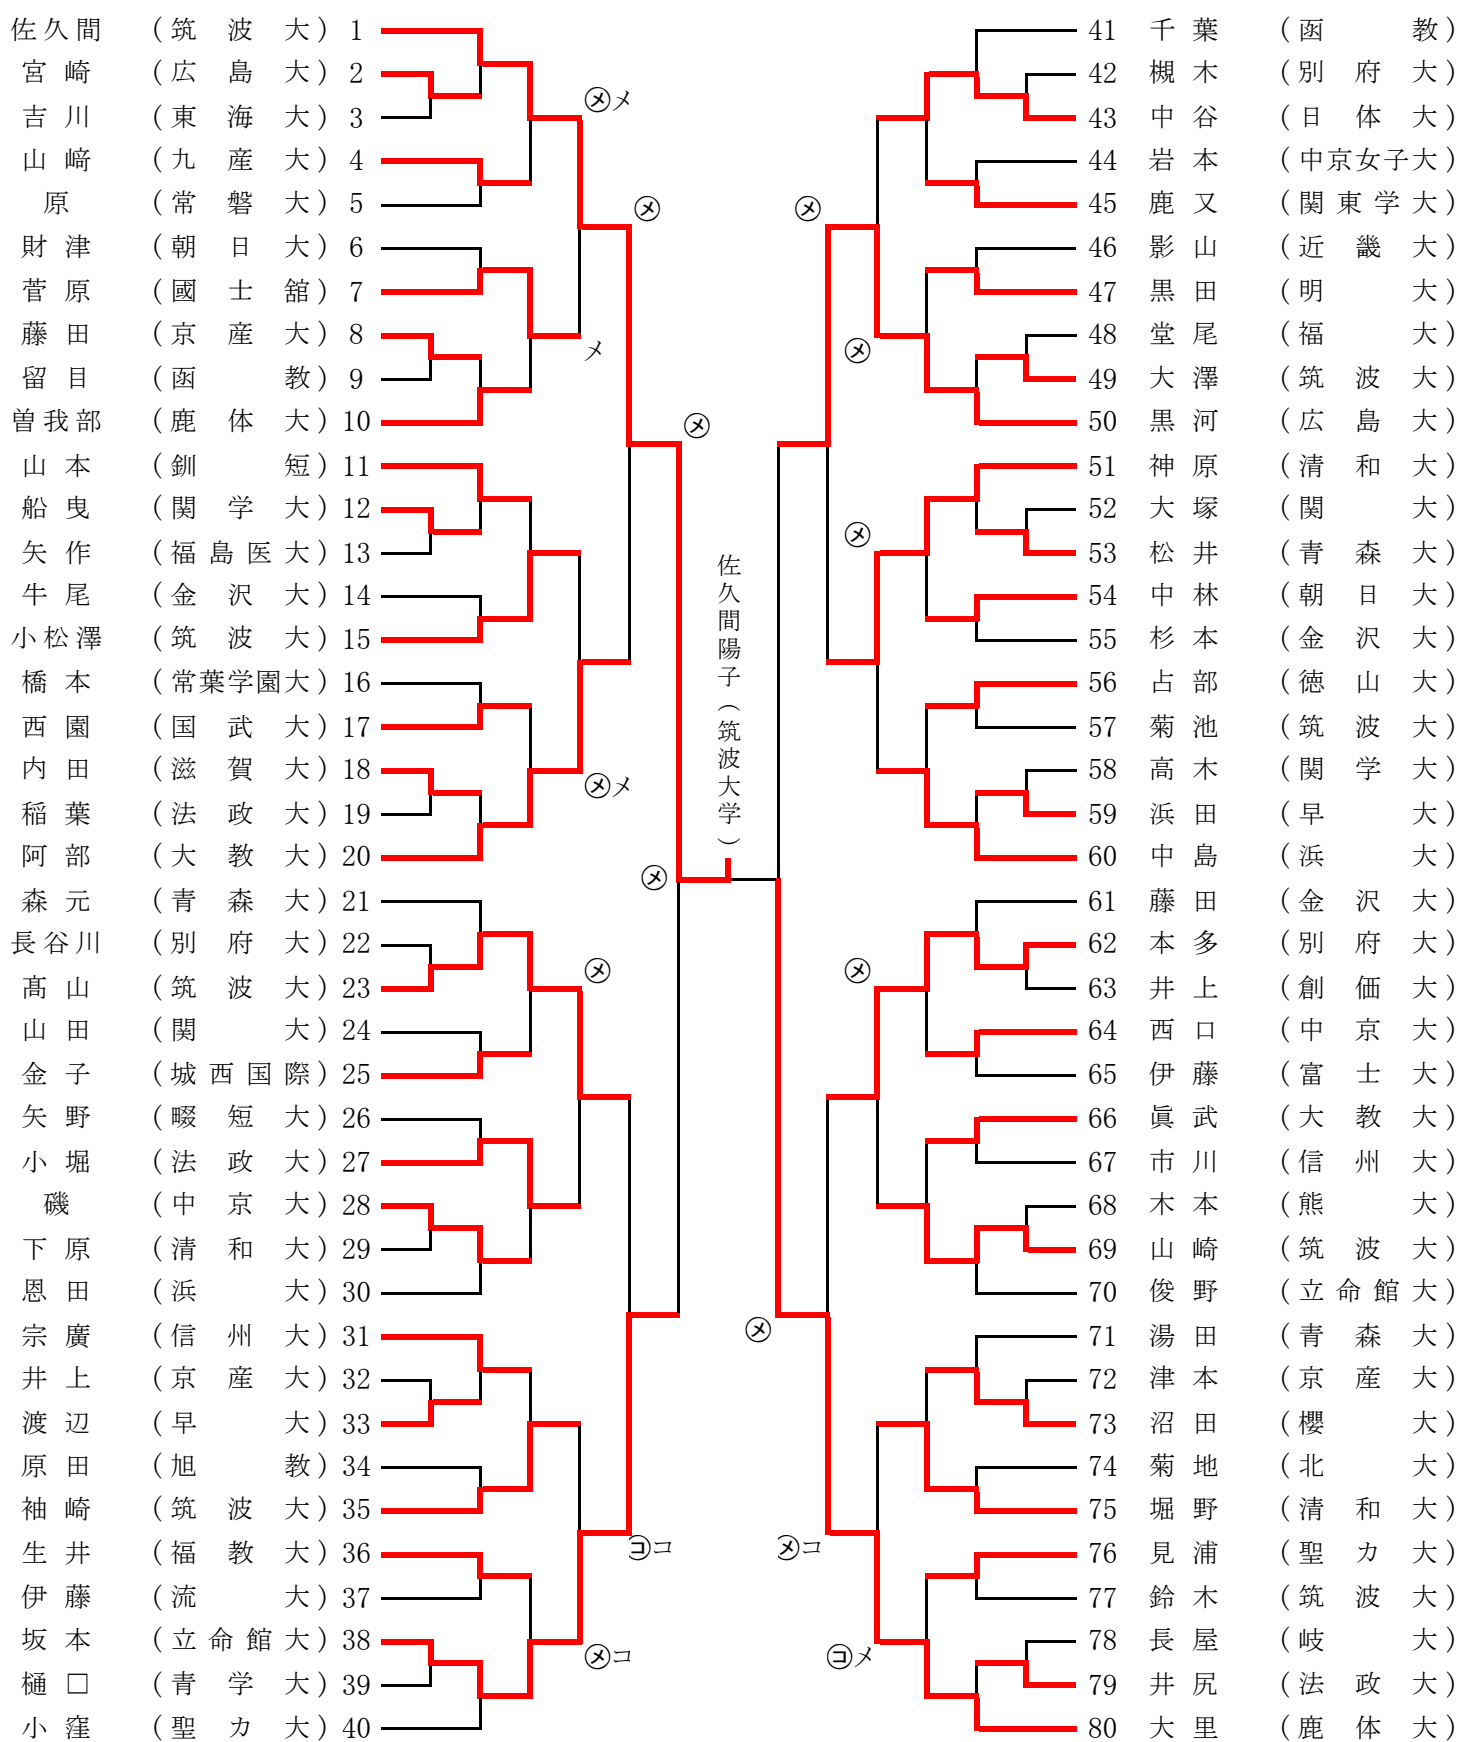 佐久間 (筑波大) 1
宮崎 (広島大) 2
吉川 (東海大) 3
山﨑 (九産大) 4
原 (常磐大) 5
財津 (朝日大) 6
菅原 (國士舘) 7
藤田 (京産大) 8
留目 (函教) 9
曽我部 (鹿体大) 10
山本 (釧短) 11
船曳 (関学大) 12
矢作 (福島医大) 13
牛尾 (金沢大) 14
小松澤 (筑波大) 15
橋本 (常葉学園大) 16
西園 (国武大) 17
内田 (滋賀大) 18
稲葉 (法政大) 19
阿部 (大教大) 20
森元 (青森大) 21
長谷川 (別府大) 22
髙山 (筑波大) 23
山田 (関大) 24
金子 (城西国際) 25
矢野 (畷短大) 26
小堀 (法政大) 27
磯 (中京大) 28
下原 (清和大) 29
恩田 (浜大) 30
宗廣 (信州大) 31
井上 (京産大) 32
渡辺 (早大) 33
原田 (旭教) 34
袖崎 (筑波大) 35
生井 (福教大) 36
伊藤 (流大) 37
坂本 (立命館大) 38
樋口 (青学大) 39
小窪 (聖カ大) 40
㋱メ
㋱
メ
㋱
㋱メ
㋱
㋱
㋙コ
㋱コ
佐久間陽子(筑波大学)
㋱
㋱
㋱
㋱
㋱
㋱コ
㋙メ
41 千葉 (函教)
42 槻木 (別府大)
43 中谷 (日体大)
44 岩本 (中京女子大)
45 鹿又 (関東学大)
46 影山 (近畿大)
47 黒田 (明大)
48 堂尾 (福大)
49 大澤 (筑波大)
50 黒河 (広島大)
51 神原 (清和大)
52 大塚 (関大)
53 松井 (青森大)
54 中林 (朝日大)
55 杉本 (金沢大)
56 占部 (徳山大)
57 菊池 (筑波大)
58 高木 (関学大)
59 浜田 (早大)
60 中島 (浜大)
61 藤田 (金沢大)
62 本多 (別府大)
63 井上 (創価大)
64 西口 (中京大)
65 伊藤 (富士大)
66 眞武 (大教大)
67 市川 (信州大)
68 木本 (熊大)
69 山崎 (筑波大)
70 俊野 (立命館大)
71 湯田 (青森大)
72 津本 (京産大)
73 沼田 (櫻大)
74 菊地 (北大)
75 堀野 (清和大)
76 見浦 (聖カ大)
77 鈴木 (筑波大)
78 長屋 (岐大)
79 井尻 (法政大)
80 大里 (鹿体大)